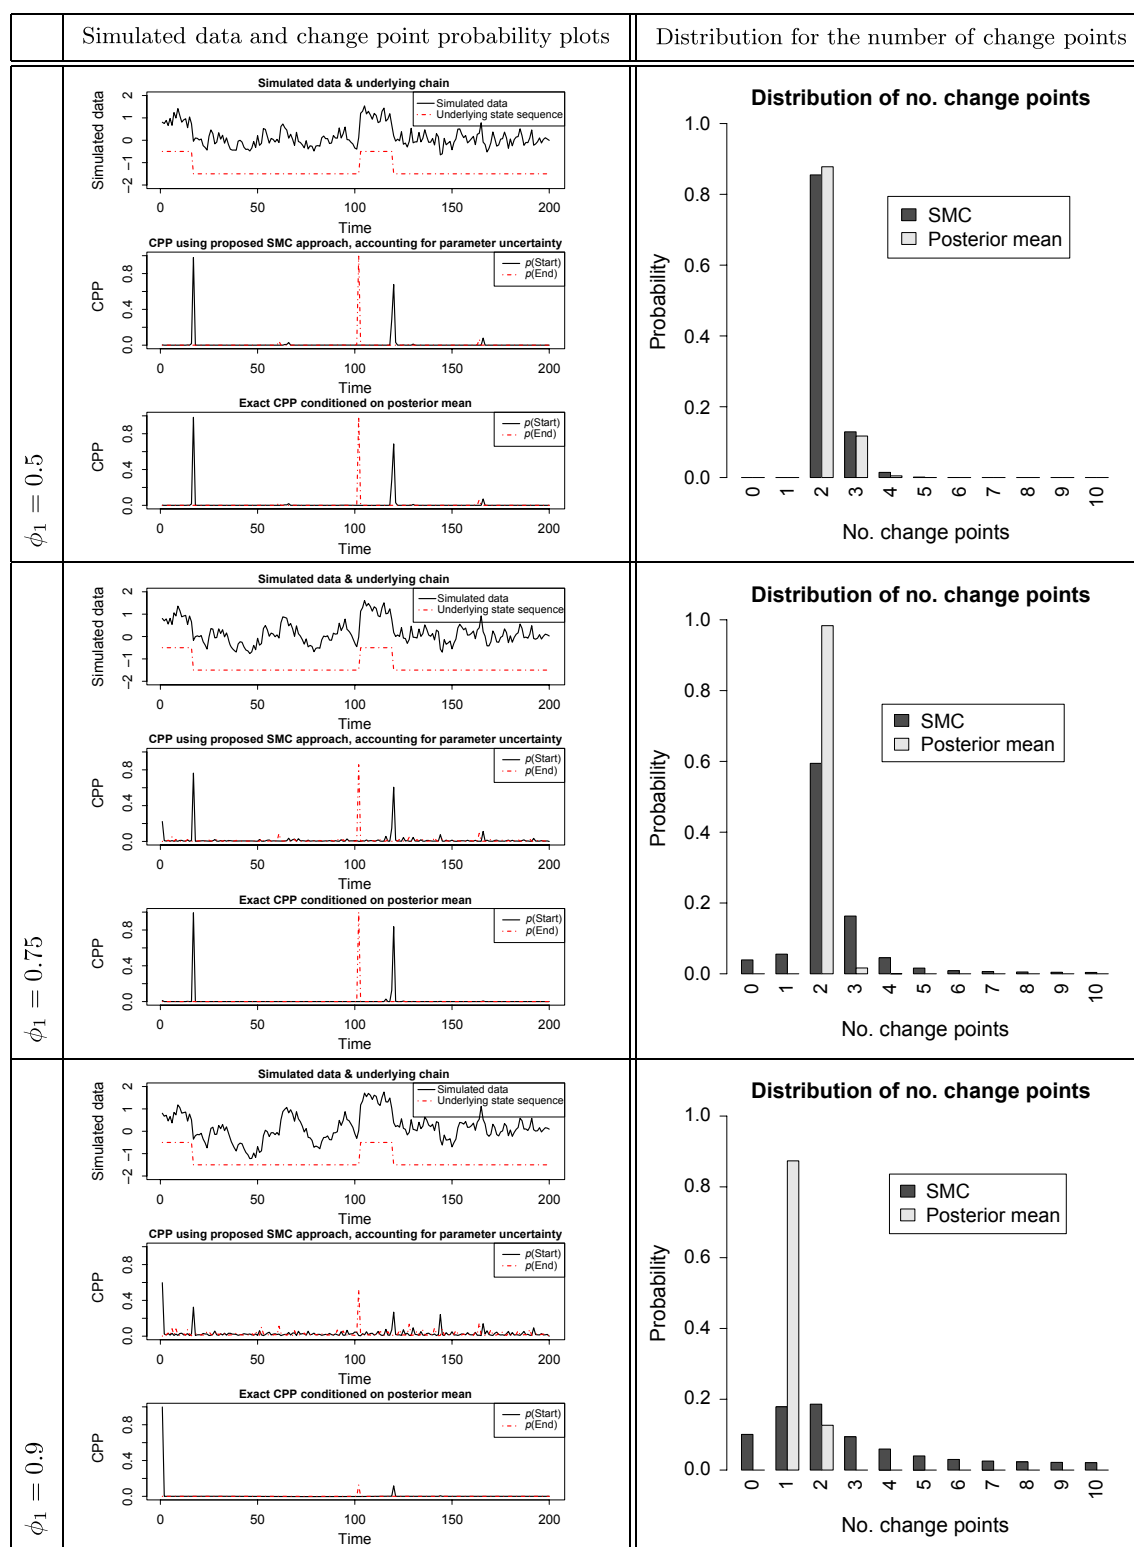 Simulated data and change point probability plots
Distribution for the number of change points
ϕ1 = 0.5
Simulated data & underlying chain
Simulated data
2
1
0
−1
−2
Simulated data
Underlying state sequence
0 50 100 150 200
Time
CPP using proposed SMC approach, accounting for parameter uncertainty
CPP
0.8
0.4
0.0
p(Start)
p(End)
0 50 100 150 200
Time
Exact CPP conditioned on posterior mean
CPP
0.8
0.4
0.0
p(Start)
p(End)
0 50 100 150 200
Time
Distribution of no. change points
Probability
1.0
0.8
0.6
0.4
0.2
0.0
SMC
Posterior mean
0 1 2 3 4 5 6 7 8 9 10
No. change points
ϕ1 = 0.75
Simulated data & underlying chain
Simulated data
2
1
0
−1
−2
Simulated data
Underlying state sequence
0 50 100 150 200
Time
CPP using proposed SMC approach, accounting for parameter uncertainty
CPP
0.8
0.4
0.0
p(Start)
p(End)
0 50 100 150 200
Time
Exact CPP conditioned on posterior mean
CPP
0.8
0.4
0.0
p(Start)
p(End)
0 50 100 150 200
Time
Distribution of no. change points
Probability
1.0
0.8
0.6
0.4
0.2
0.0
SMC
Posterior mean
0 1 2 3 4 5 6 7 8 9 10
No. change points
ϕ1 = 0.9
Simulated data & underlying chain
Simulated data
2
1
0
−1
−2
Simulated data
Underlying state sequence
0 50 100 150 200
Time
CPP using proposed SMC approach, accounting for parameter uncertainty
CPP
0.8
0.4
0.0
p(Start)
p(End)
0 50 100 150 200
Time
Exact CPP conditioned on posterior mean
CPP
0.8
0.4
0.0
p(Start)
p(End)
0 50 100 150 200
Time
Distribution of no. change points
Probability
1.0
0.8
0.6
0.4
0.2
0.0
SMC
Posterior mean
0 1 2 3 4 5 6 7 8 9 10
No. change points